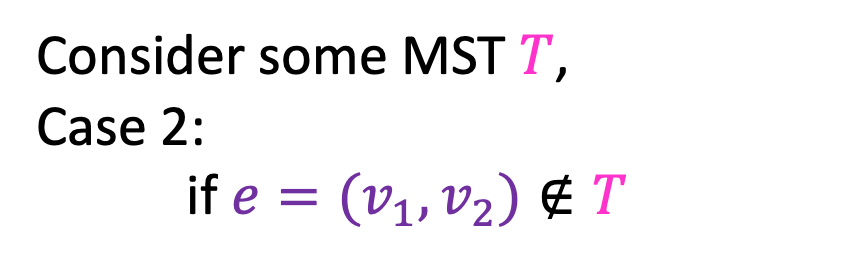 Consider some MST T,
Case 2:
if e = (v₁, v₂) ∉ T